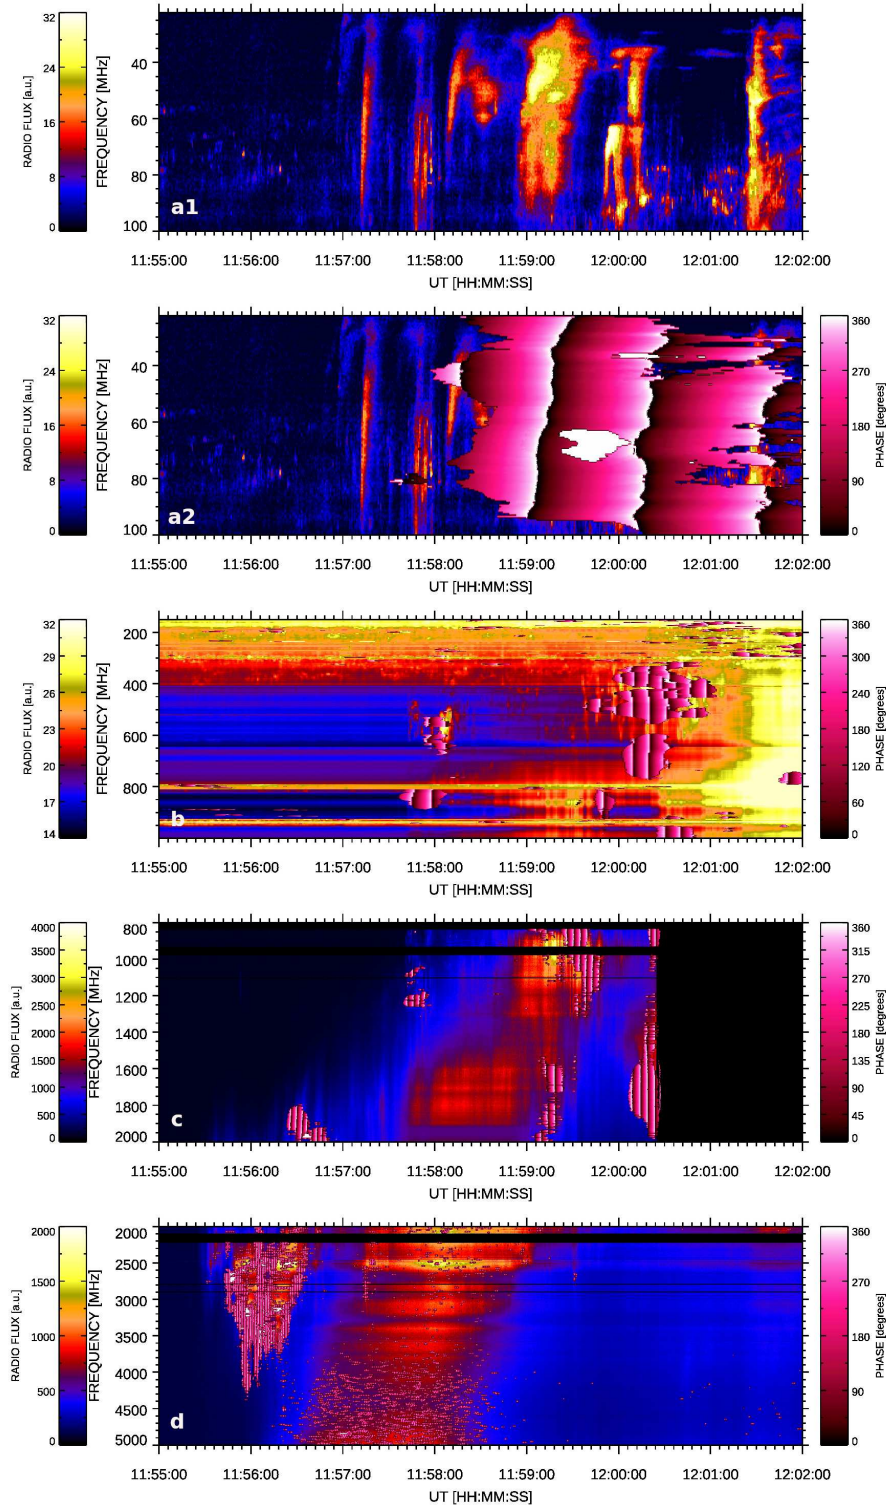 32
24
16
8
0
RADIO FLUX [a.u.]
FREQUENCY [MHz]
40
60
80
100
a1
11:55:00 11:56:00 11:57:00 11:58:00 11:59:00 12:00:00 12:01:00 12:02:00
UT [HH:MM:SS]
32
24
16
8
0
RADIO FLUX [a.u.]
FREQUENCY [MHz]
40
60
80
100
a2
360
270
180
90
0
PHASE [degrees]
11:55:00 11:56:00 11:57:00 11:58:00 11:59:00 12:00:00 12:01:00 12:02:00
UT [HH:MM:SS]
32
29
26
23
20
17
14
RADIO FLUX [a.u.]
FREQUENCY [MHz]
200
400
600
800
b
360
300
240
180
120
60
0
PHASE [degrees]
11:55:00 11:56:00 11:57:00 11:58:00 11:59:00 12:00:00 12:01:00 12:02:00
UT [HH:MM:SS]
4000
3500
3000
2500
2000
1500
1000
500
0
RADIO FLUX [a.u.]
FREQUENCY [MHz]
800
1000
1200
1400
1600
1800
2000
c
360
315
270
225
180
135
90
45
0
PHASE [degrees]
11:55:00 11:56:00 11:57:00 11:58:00 11:59:00 12:00:00 12:01:00 12:02:00
UT [HH:MM:SS]
2000
1500
1000
500
0
RADIO FLUX [a.u.]
FREQUENCY [MHz]
2000
2500
3000
3500
4000
4500
5000
d
360
270
180
90
0
PHASE [degrees]
11:55:00 11:56:00 11:57:00 11:58:00 11:59:00 12:00:00 12:01:00 12:02:00
UT [HH:MM:SS]